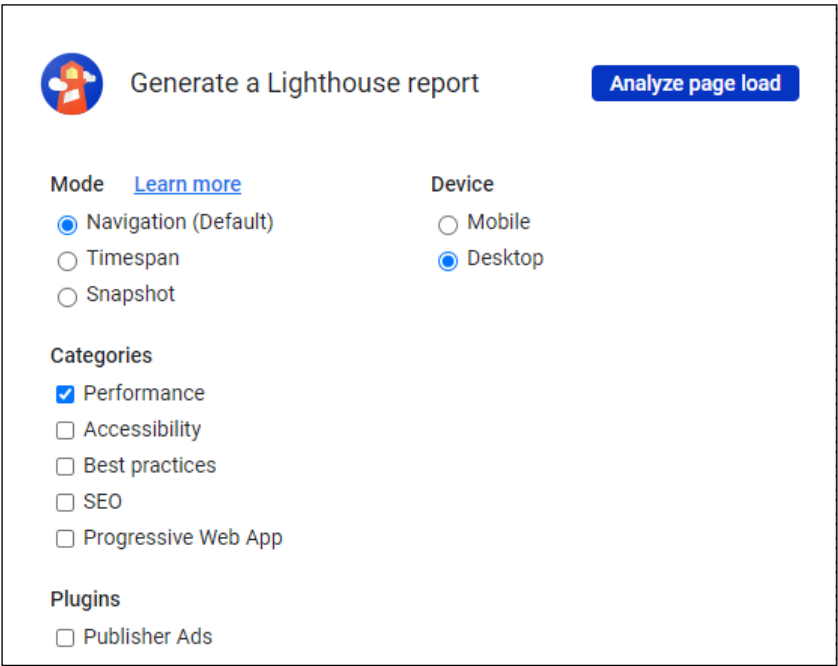 Generate a Lighthouse report
Analyze page load
Mode Learn more
Navigation (Default)
Timespan
Snapshot
Device
Mobile
Desktop
Categories
Performance
Accessibility
Best practices
SEO
Progressive Web App
Plugins
Publisher Ads